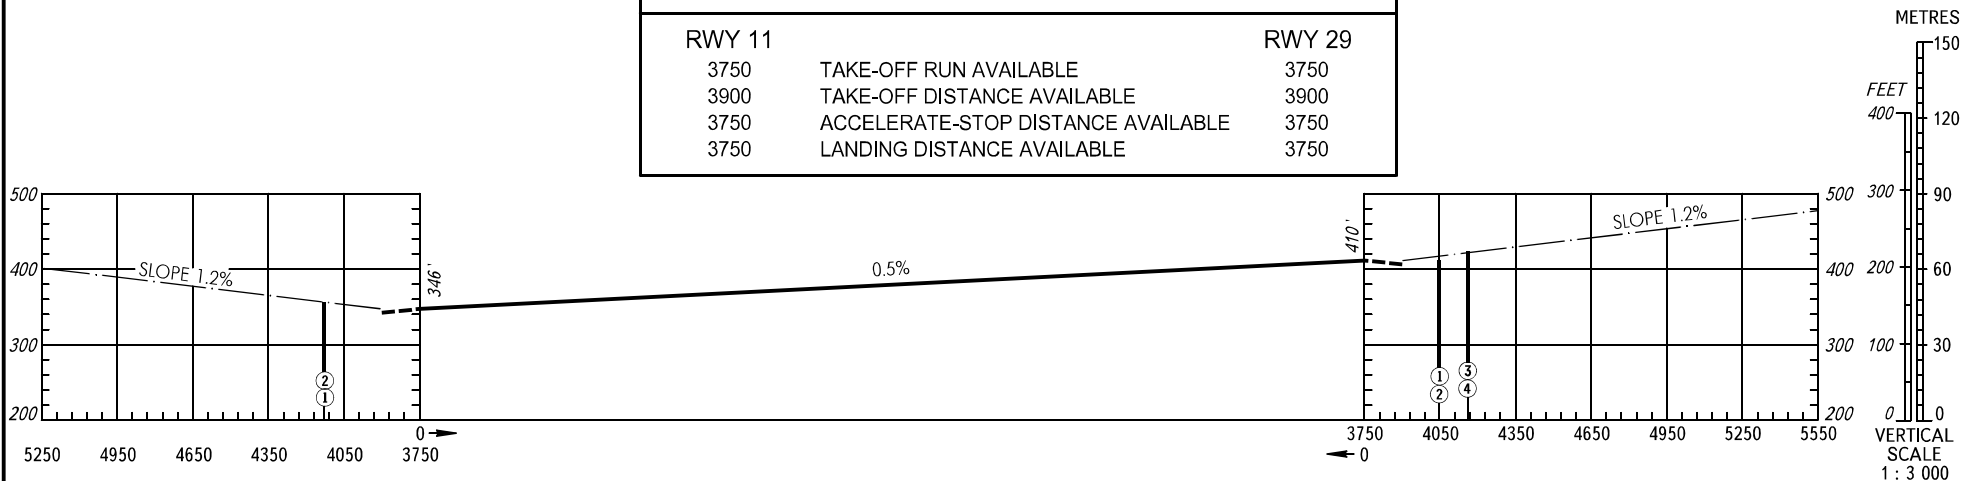 RWY 11 RWY 29
3750 TAKE-OFF RUN AVAILABLE 3750
3900 TAKE-OFF DISTANCE AVAILABLE 3900
3750 ACCELERATE-STOP DISTANCE AVAILABLE 3750
3750 LANDING DISTANCE AVAILABLE 3750
METRES
150
120
90
60
30
0
FEET
400
300
200
100
0
VERTICAL
SCALE
1 : 3 000
500
400
300
200
SLOPE 1.2%
346'
2
1
5250 4950 4650 4350 4050 3750
0
0.5%
410'
SLOPE 1.2%
500
400
300
200
1
2
3
4
3750 4050 4350 4650 4950 5250 5550
0